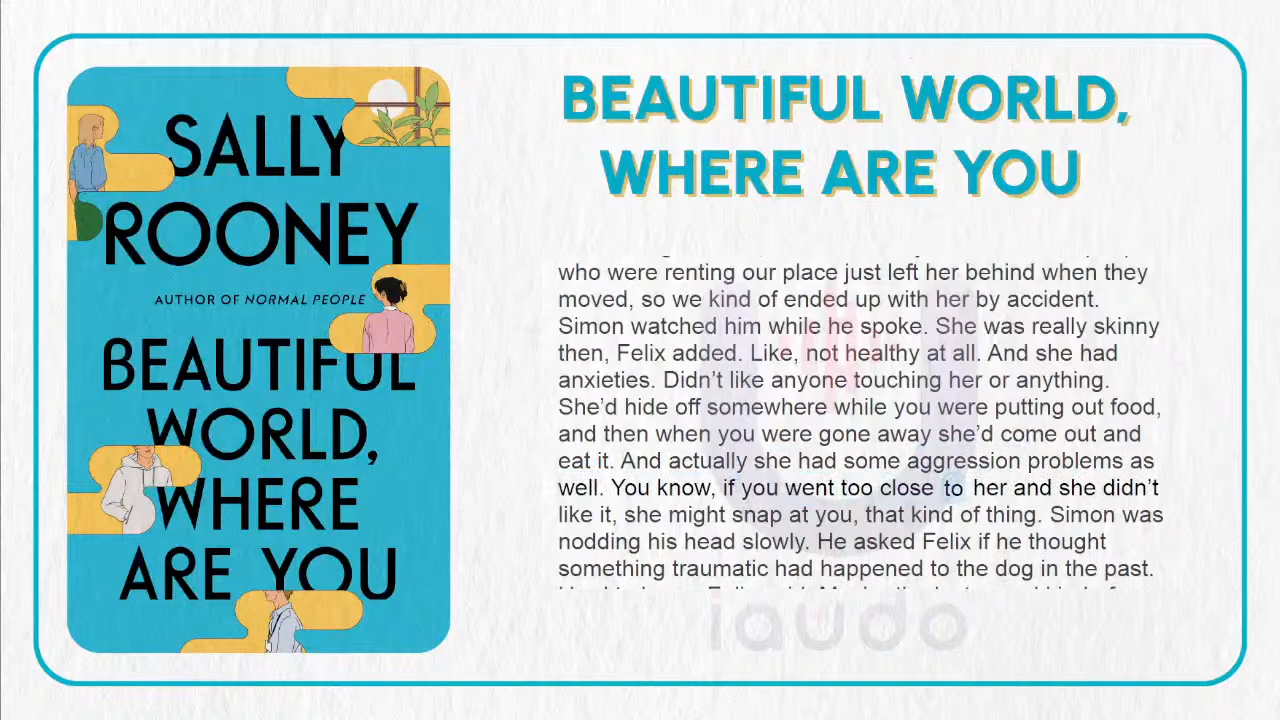 SALLY
ROONEY
AUTHOR OF NORMAL PEOPLE
BEAUTIFUL
WORLD,
WHERE
ARE YOU
BEAUTIFUL WORLD,
WHERE ARE YOU
who were renting our place just left her behind when they
moved, so we kind of ended up with her by accident.
Simon watched him while he spoke. She was really skinny
then, Felix added. Like, not healthy at all. And she had
anxieties. Didn’t like anyone touching her or anything.
She’d hide off somewhere while you were putting out food,
and then when you were gone away she’d come out and
eat it. And actually she had some aggression problems as
well. You know, if you went too close to her and she didn’t
like it, she might snap at you, that kind of thing. Simon was
nodding his head slowly. He asked Felix if he thought
something traumatic had happened to the dog in the past.
iaudo